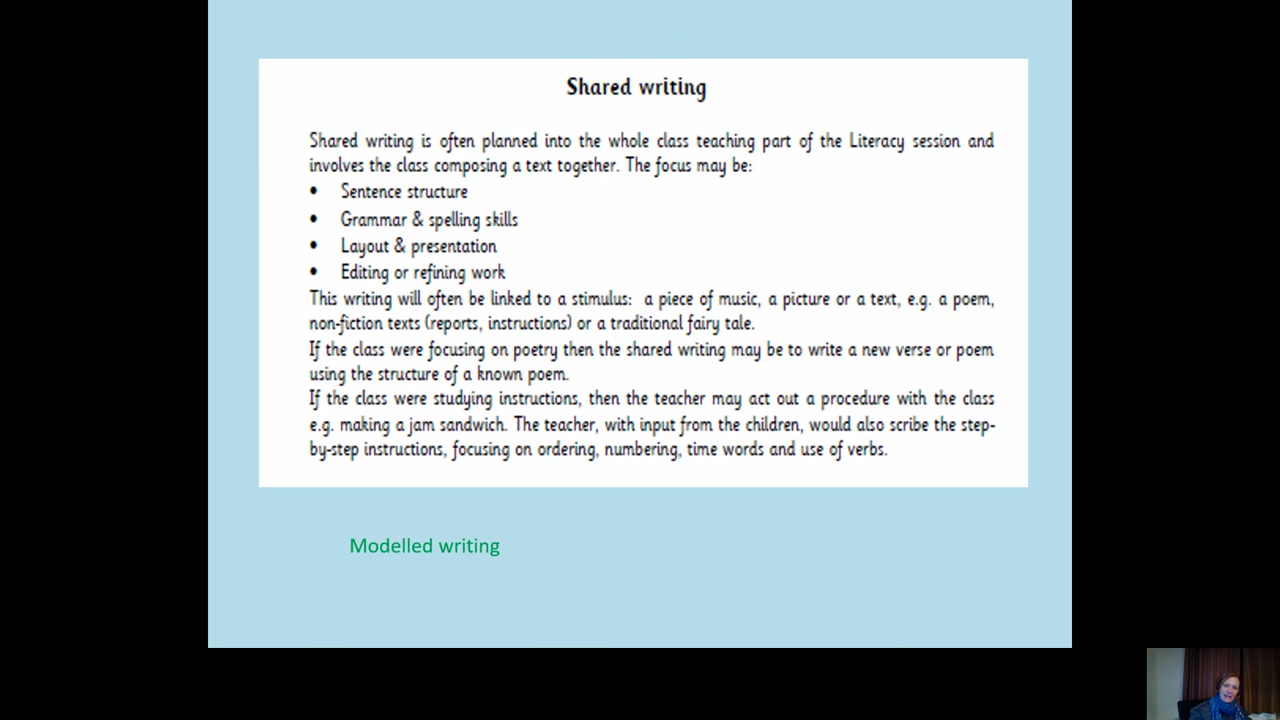 Shared writing
Shared writing is often planned into the whole class teaching part of the Literacy session and
involves the class composing a text together. The focus may be:
• Sentence structure
• Grammar & spelling skills
• Layout & presentation
• Editing or refining work
This writing will often be linked to a stimulus:  a piece of music, a picture or a text, e.g. a poem,
non-fiction texts (reports, instructions) or a traditional fairy tale.
If the class were focusing on poetry then the shared writing may be to write a new verse or poem
using the structure of a known poem.
If the class were studying instructions, then the teacher may act out a procedure with the class
e.g. making a jam sandwich. The teacher, with input from the children, would also scribe the step-
by-step instructions, focusing on ordering, numbering, time words and use of verbs.
Modelled writing